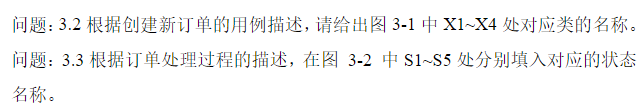 问题：3.2 根据创建新订单的用例描述，请给出图 3-1 中 X1~X4 处对应类的名称。
问题：3.3 根据订单处理过程的描述，在图 3-2 中 S1~S5 处分别填入对应的状态
名称。